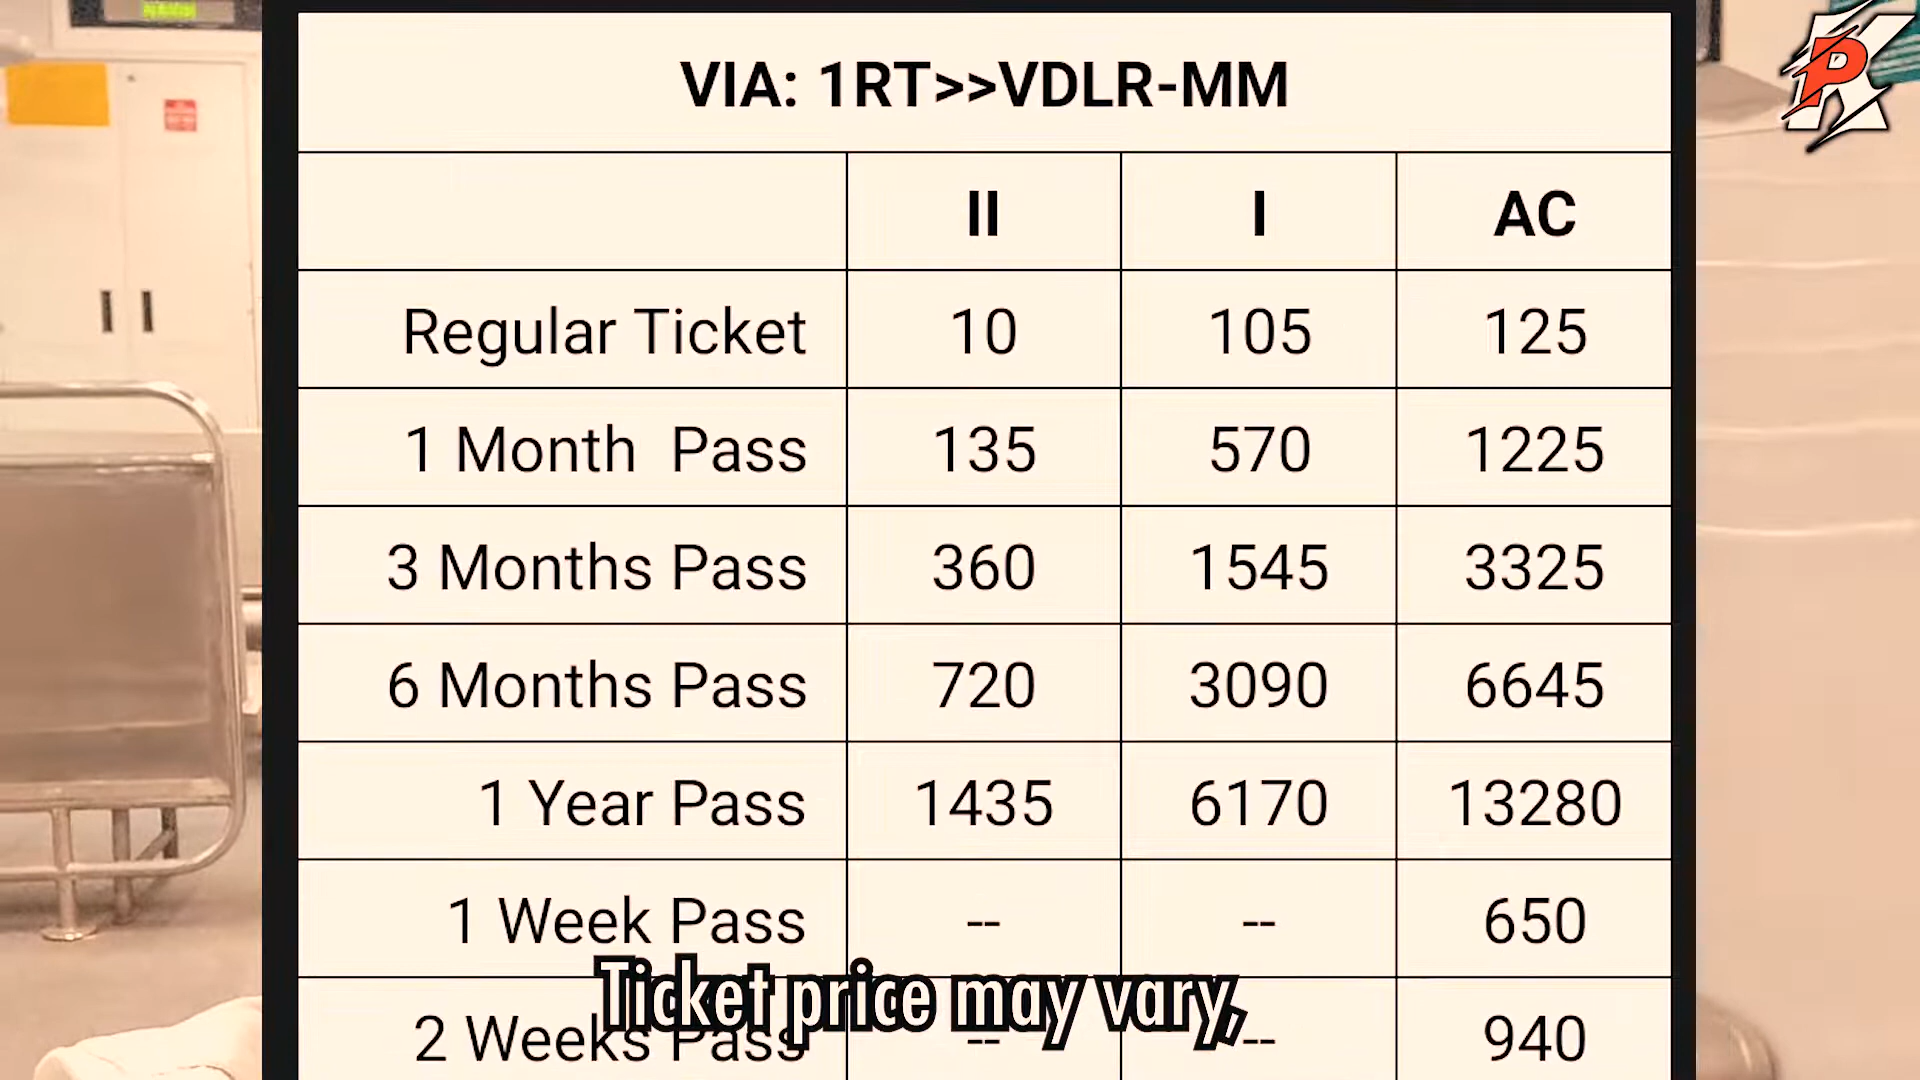 VIA: 1RT>>VDLR-MM
II I AC
Regular Ticket 10 105 125
1 Month Pass 135 570 1225
3 Months Pass 360 1545 3325
6 Months Pass 720 3090 6645
1 Year Pass 1435 6170 13280
1 Week Pass -- -- 650
2 Weeks Pass -- -- 940
Ticket price may vary,
PK